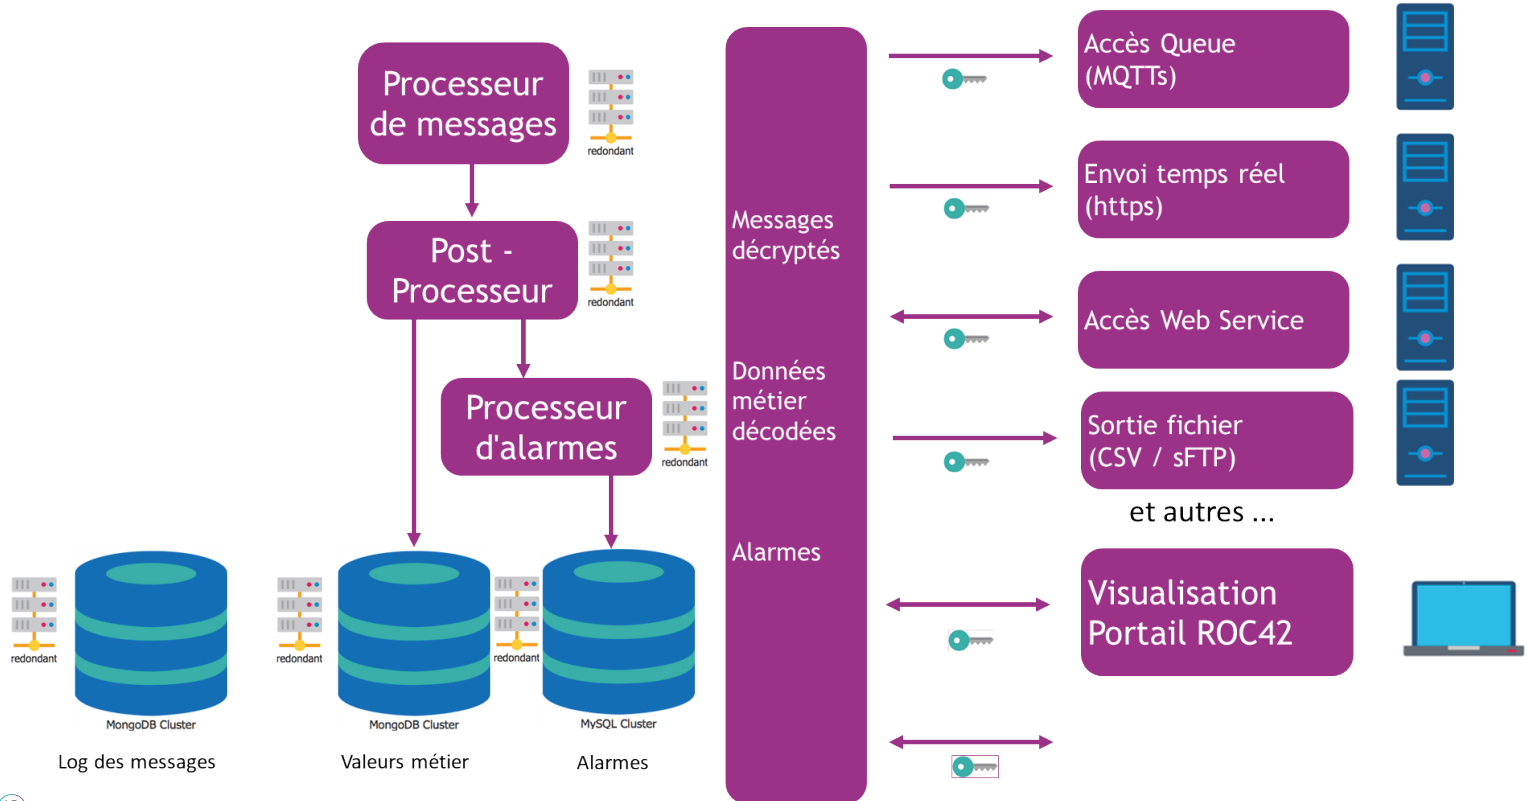 Processeur
de messages
redondant
Post -
Processeur
redondant
Processeur
d'alarmes
redondant
redondant
MongoDB Cluster
Log des messages
redondant
MongoDB Cluster
Valeurs métier
redondant
MySQL Cluster
Alarmes
Messages
décryptés
Données
métier
décodées
Alarmes
Accès Queue
(MQTTs)
Envoi temps réel
(https)
Accès Web Service
Sortie fichier
(CSV / sFTP)
et autres ...
Visualisation
Portail ROC42